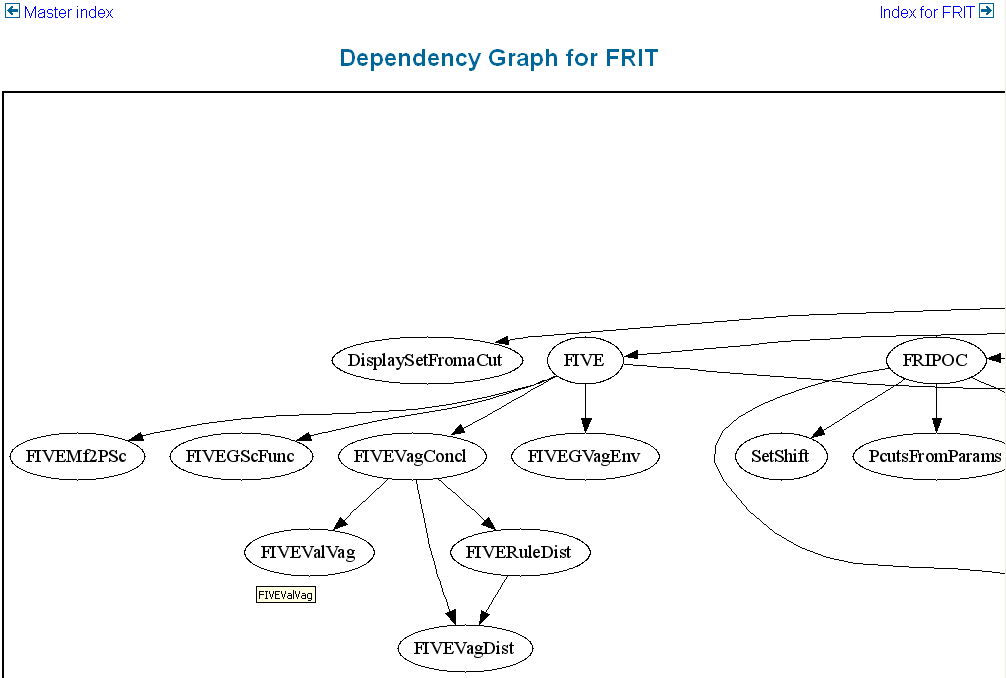 Master index
Index for FRIT
Dependency Graph for FRIT
DisplaySetFromaCut
FIVE
FRIPOC
FIVEMf2PSc
FIVEGScFunc
FIVEVagConcl
FIVEGVagEnv
SetShift
PcutsFromParams
FIVEValVag
FIVERuleDist
FIVEValVag
FIVEVagDist